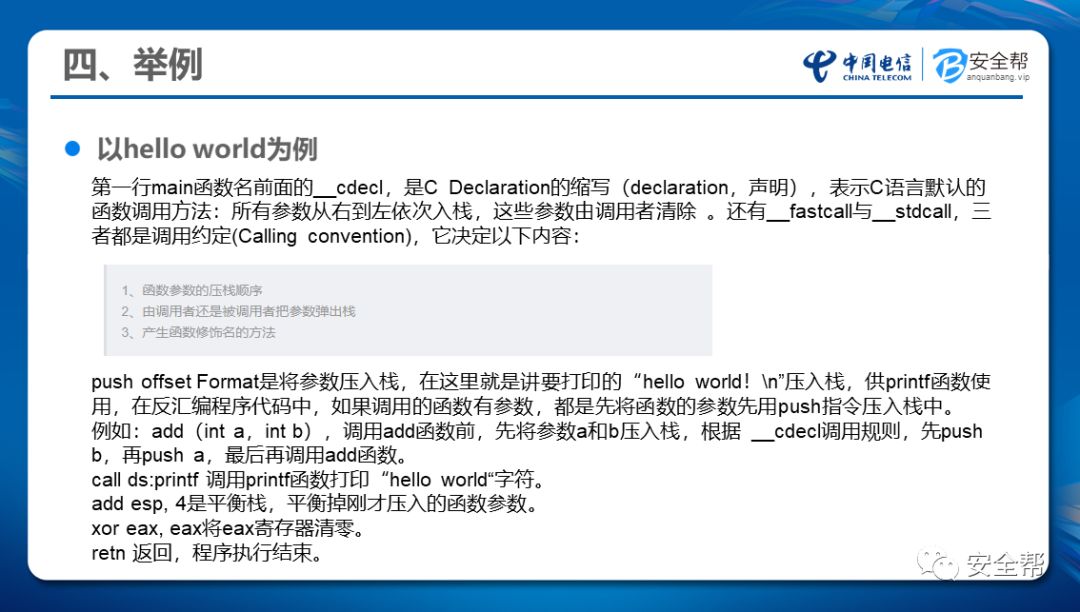 四、举例
中国电信
CHINA TELECOM
安全帮
anquanbang.vip
以hello world为例
第一行main函数名前面的__cdecl，是C Declaration的缩写（declaration，声明），表示C语言默认的
函数调用方法：所有参数从右到左依次入栈，这些参数由调用者清除 。还有__fastcall与__stdcall，三
者都是调用约定(Calling convention)，它决定以下内容：
1、函数参数的压栈顺序
2、由调用者还是被调用者把参数弹出栈
3、产生函数修饰名的方法
push offset Format是将参数压入栈，在这里就是讲要打印的“hello world！\n”压入栈，供printf函数使
用，在反汇编程序代码中，如果调用的函数有参数，都是先将函数的参数先用push指令压入栈中。
例如：add（int a，int b），调用add函数前，先将参数a和b压入栈，根据 __cdecl调用规则，先push
b，再push a，最后再调用add函数。
call ds:printf 调用printf函数打印“hello world“字符。
add esp, 4是平衡栈，平衡掉刚才压入的函数参数。
xor eax, eax将eax寄存器清零。
retn 返回，程序执行结束。
安全帮